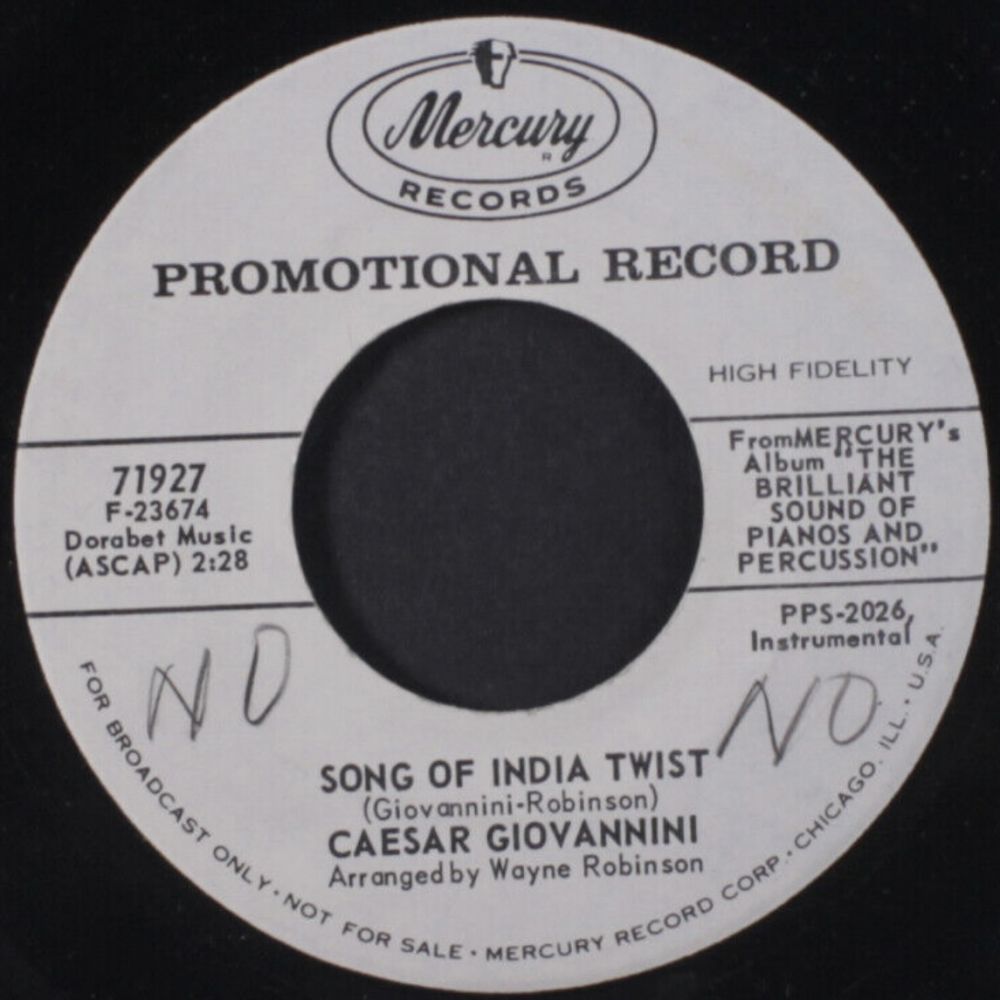 Mercury
R
RECORDS
PROMOTIONAL RECORD
HIGH FIDELITY
71927
F-23674
Dorabet Music
(ASCAP) 2:28
FromMERCURY's
Album "THE
BRILLIANT
SOUND OF
PIANOS AND
PERCUSSION"
PPS-2026,
Instrumental
NO
NO
SONG OF INDIA TWIST
(Giovannini-Robinson)
CAESAR GIOVANNINI
Arranged by Wayne Robinson
FOR BROADCAST ONLY • NOT FOR SALE • MERCURY RECORD CORP. • CHICAGO. ILL. • U.S.A.